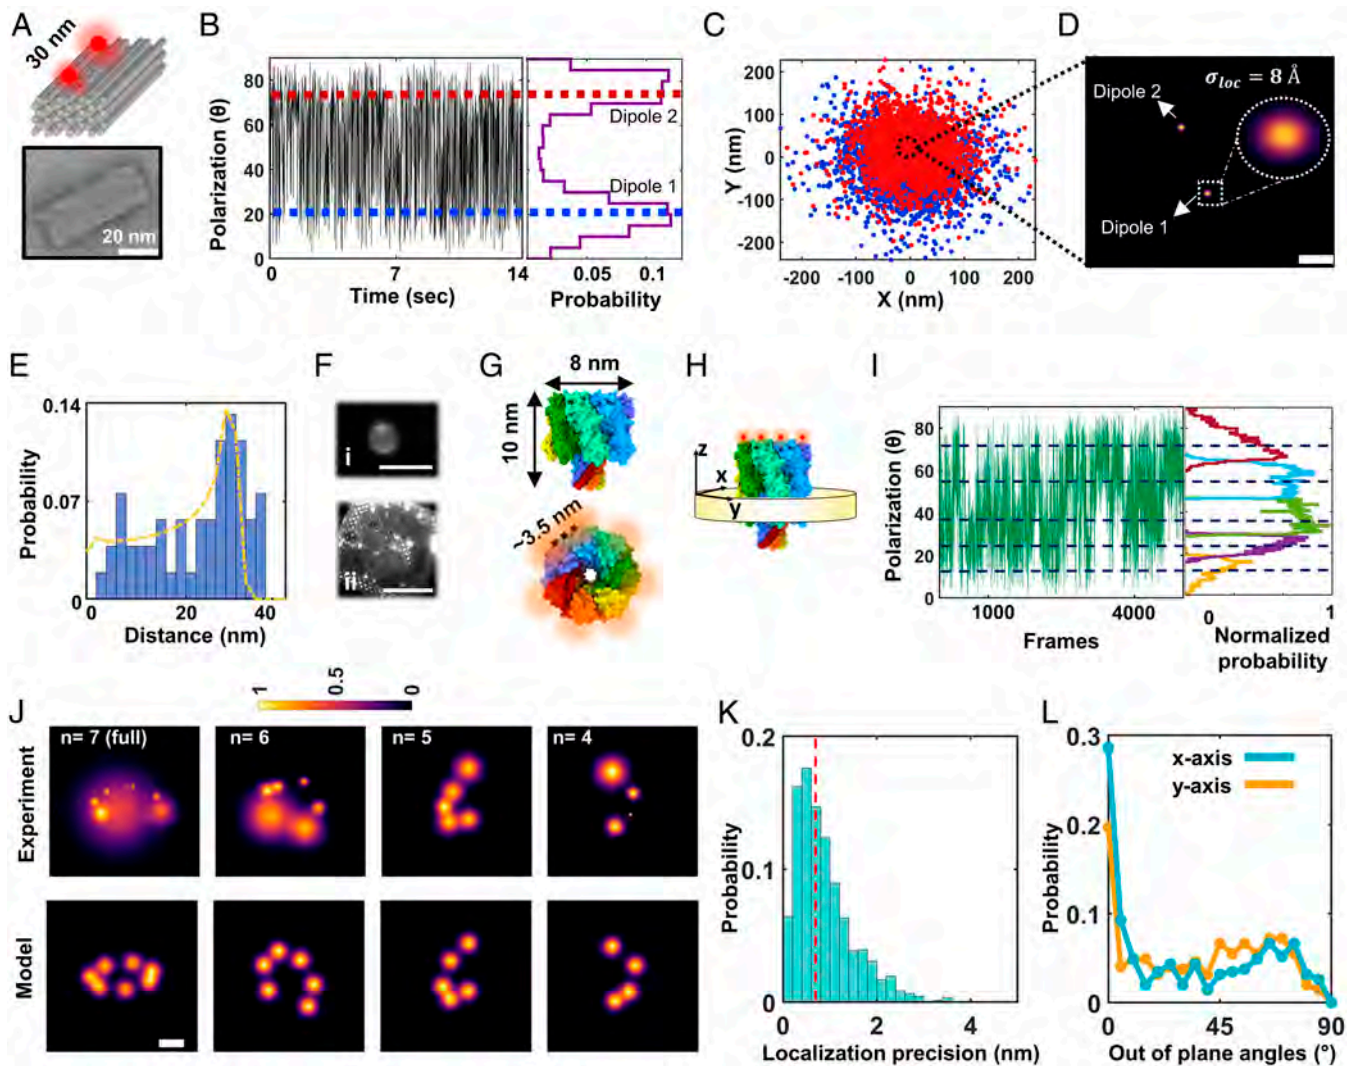 A
30 nm
20 nm
B
Polarization (θ)
80
60
40
20
0
0
7
14
Time (sec)
Dipole 2
Dipole 1
0.05
0.1
Probability
C
Y (nm)
200
100
0
-100
-200
-200
-100
0
100
200
X (nm)
D
σloc = 8 Å
Dipole 2
Dipole 1
E
Probability
0.14
0.07
0
0
20
40
Distance (nm)
F
i
ii
G
8 nm
10 nm
~3.5 nm
H
z
x
y
I
Polarization (θ)
80
60
40
20
0
1000
4000
Frames
0
1
Normalized
probability
J
1
0.5
0
Experiment
n= 7 (full)
n= 6
n= 5
n= 4
Model
K
Probability
0.2
0.1
0
0
2
4
Localization precision (nm)
L
Probability
0.3
0.2
0.1
0
x-axis
y-axis
0
45
90
Out of plane angles (°)